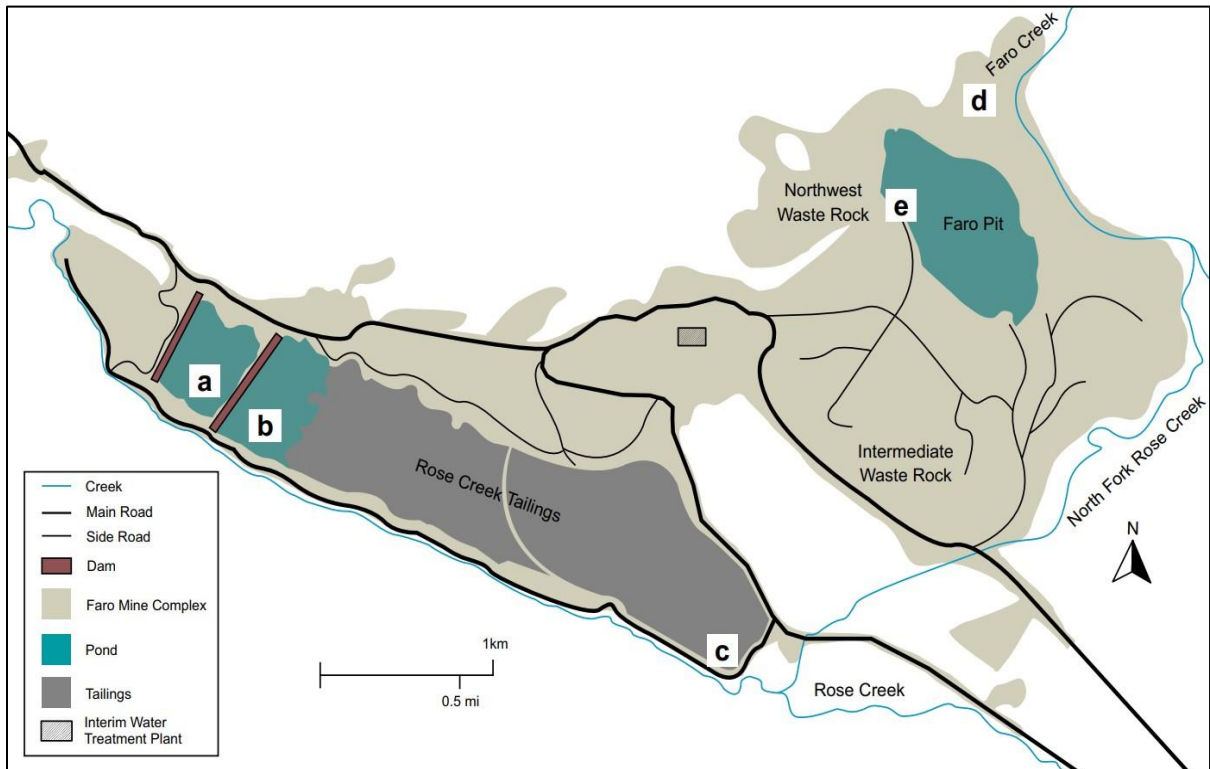 Faro Creek
d
Northwest
Waste Rock
e
Faro Pit
a
b
Rose Creek Tailings
Intermediate
Waste Rock
North Fork Rose Creek
N
c
Rose Creek
1km
0.5 mi
Creek
Main Road
Side Road
Dam
Faro Mine Complex
Pond
Tailings
Interim Water
Treatment Plant